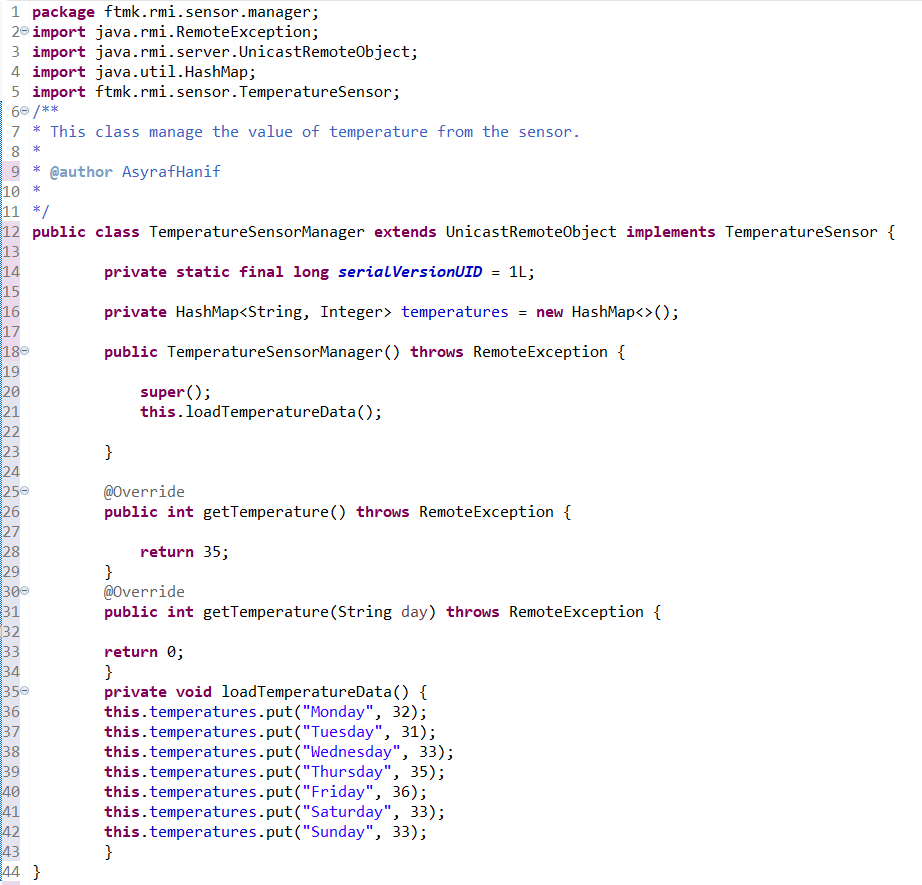 1 package ftmk.rmi.sensor.manager;
2 import java.rmi.RemoteException;
3 import java.rmi.server.UnicastRemoteObject;
4 import java.util.HashMap;
5 import ftmk.rmi.sensor.TemperatureSensor;
6 /**
7 * This class manage the value of temperature from the sensor.
8 *
9 * @author AsyrafHanif
10 *
11 */
12 public class TemperatureSensorManager extends UnicastRemoteObject implements TemperatureSensor {
13
14 private static final long serialVersionUID = 1L;
15
16 private HashMap<String, Integer> temperatures = new HashMap<>();
17
18 public TemperatureSensorManager() throws RemoteException {
19
20 super();
21 this.loadTemperatureData();
22
23 }
24
25 @Override
26 public int getTemperature() throws RemoteException {
27
28 return 35;
29 }
30 @Override
31 public int getTemperature(String day) throws RemoteException {
32
33 return 0;
34 }
35 private void loadTemperatureData() {
36 this.temperatures.put("Monday", 32);
37 this.temperatures.put("Tuesday", 31);
38 this.temperatures.put("Wednesday", 33);
39 this.temperatures.put("Thursday", 35);
40 this.temperatures.put("Friday", 36);
41 this.temperatures.put("Saturday", 33);
42 this.temperatures.put("Sunday", 33);
43 }
44 }